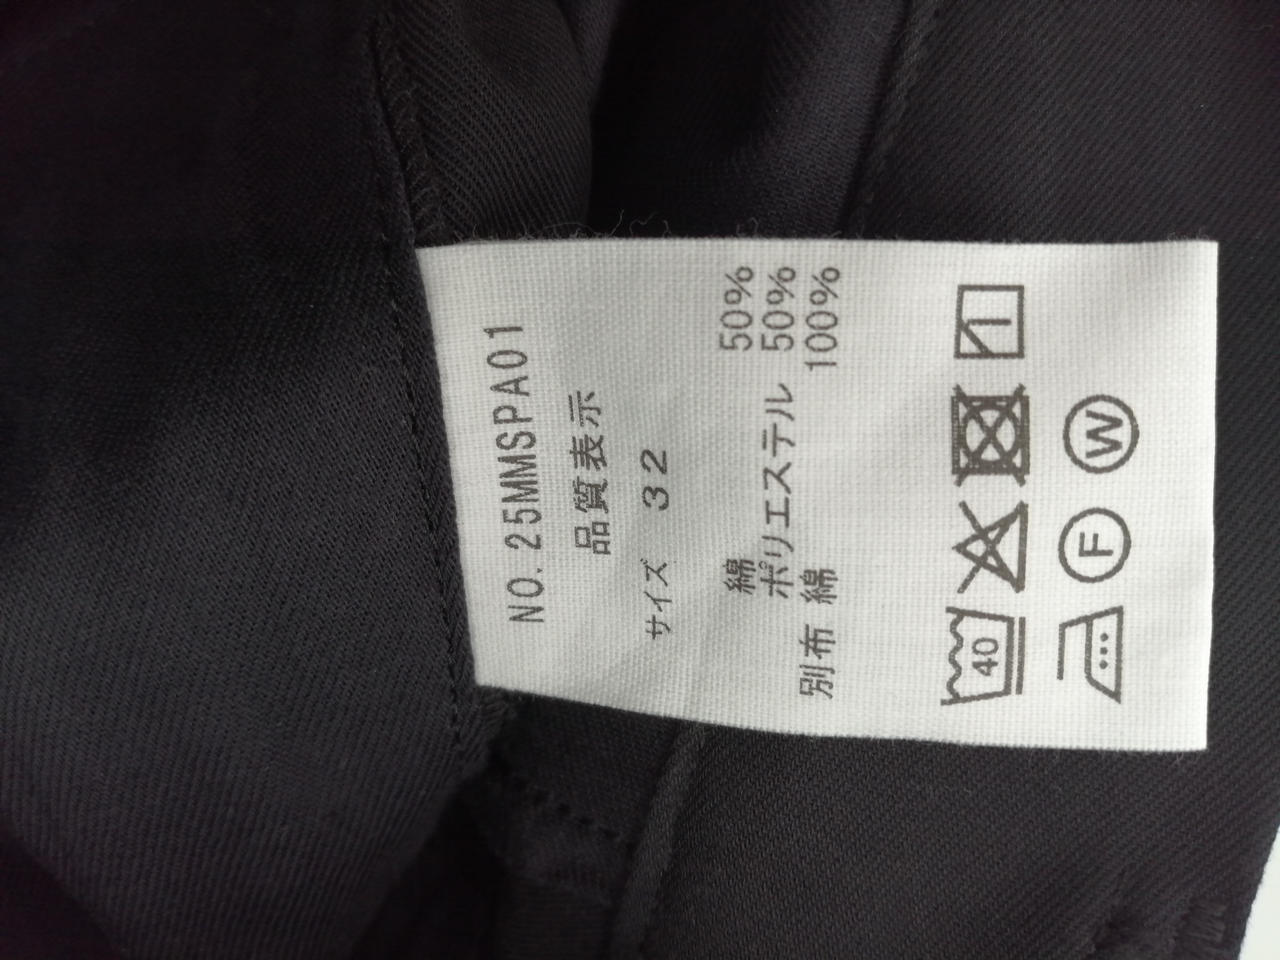 NO.25MMSPA01
品質表示
サイズ 32
綿 50%
ポリエステル 50%
別布 綿 100%
40
F W